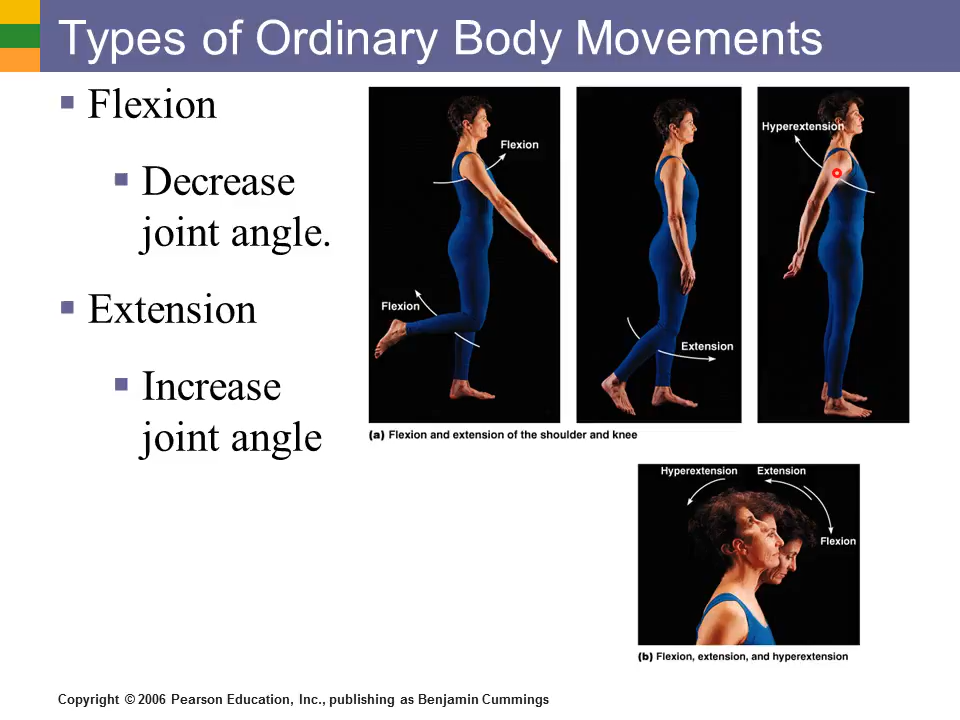 Types of Ordinary Body Movements
Flexion
Decrease
joint angle.
Extension
Increase
joint angle
Flexion
Flexion
Extension
Hyperextension
(a) Flexion and extension of the shoulder and knee
Hyperextension Extension
Flexion
(b) Flexion, extension, and hyperextension
Copyright © 2006 Pearson Education, Inc., publishing as Benjamin Cummings